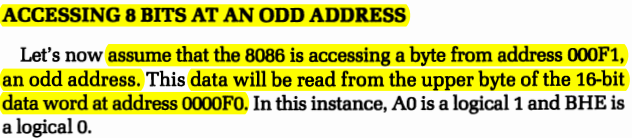 ACCESSING 8 BITS AT AN ODD ADDRESS
Let's now assume that the 8086 is accessing a byte from address 000F1,
an odd address. This data will be read from the upper byte of the 16-bit
data word at address 0000F0. In this instance, A0 is a logical 1 and BHE is
a logical 0.